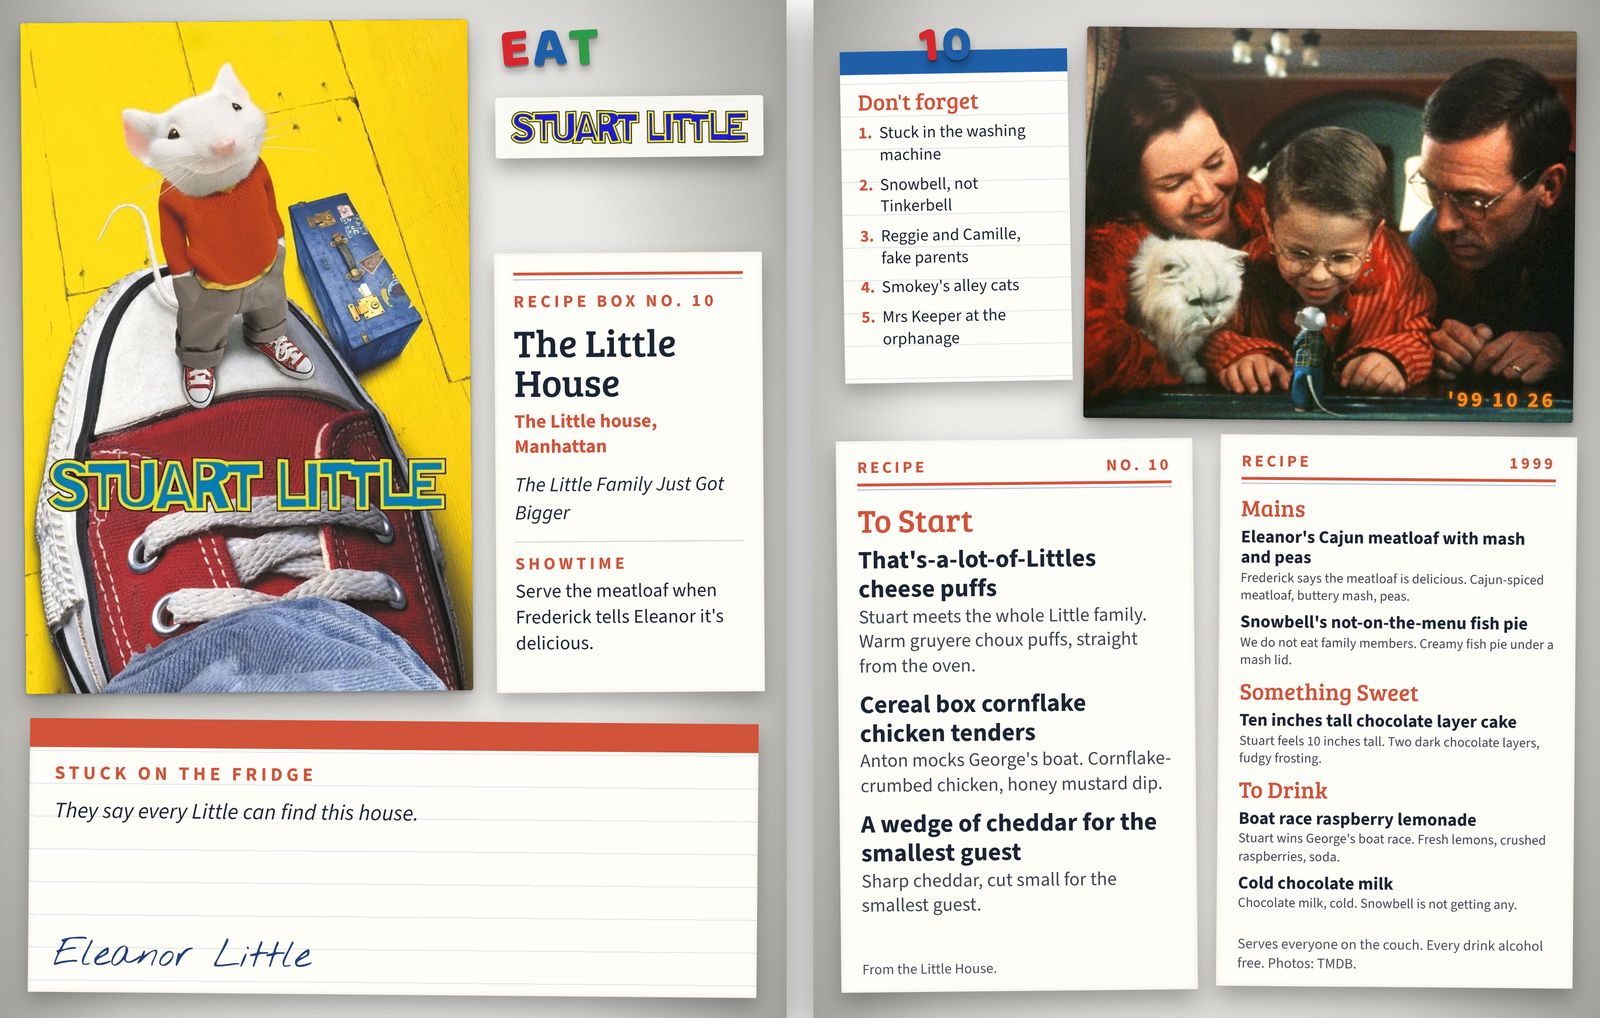 EAT
STUART LITTLE
STUART LITTLE
RECIPE BOX NO. 10
The Little
House
The Little house,
Manhattan
The Little Family Just Got
Bigger
SHOWTIME
Serve the meatloaf when
Frederick tells Eleanor it's
delicious.
STUCK ON THE FRIDGE
They say every Little can find this house.
Eleanor Little
10
Don't forget
1. Stuck in the washing
machine
2. Snowbell, not
Tinkerbell
3. Reggie and Camille,
fake parents
4. Smokey's alley cats
5. Mrs Keeper at the
orphanage
'99 10 26
RECIPE NO. 10
To Start
That's-a-lot-of-Littles
cheese puffs
Stuart meets the whole Little family.
Warm gruyere choux puffs, straight
from the oven.
Cereal box cornflake
chicken tenders
Anton mocks George's boat. Cornflake-
crumbed chicken, honey mustard dip.
A wedge of cheddar for the
smallest guest
Sharp cheddar, cut small for the
smallest guest.
From the Little House.
RECIPE 1999
Mains
Eleanor's Cajun meatloaf with mash
and peas
Frederick says the meatloaf is delicious. Cajun-spiced
meatloaf, buttery mash, peas.
Snowbell's not-on-the-menu fish pie
We do not eat family members. Creamy fish pie under a
mash lid.
Something Sweet
Ten inches tall chocolate layer cake
Stuart feels 10 inches tall. Two dark chocolate layers,
fudgy frosting.
To Drink
Boat race raspberry lemonade
Stuart wins George's boat race. Fresh lemons, crushed
raspberries, soda.
Cold chocolate milk
Chocolate milk, cold. Snowbell is not getting any.
Serves everyone on the couch. Every drink alcohol
free. Photos: TMDB.